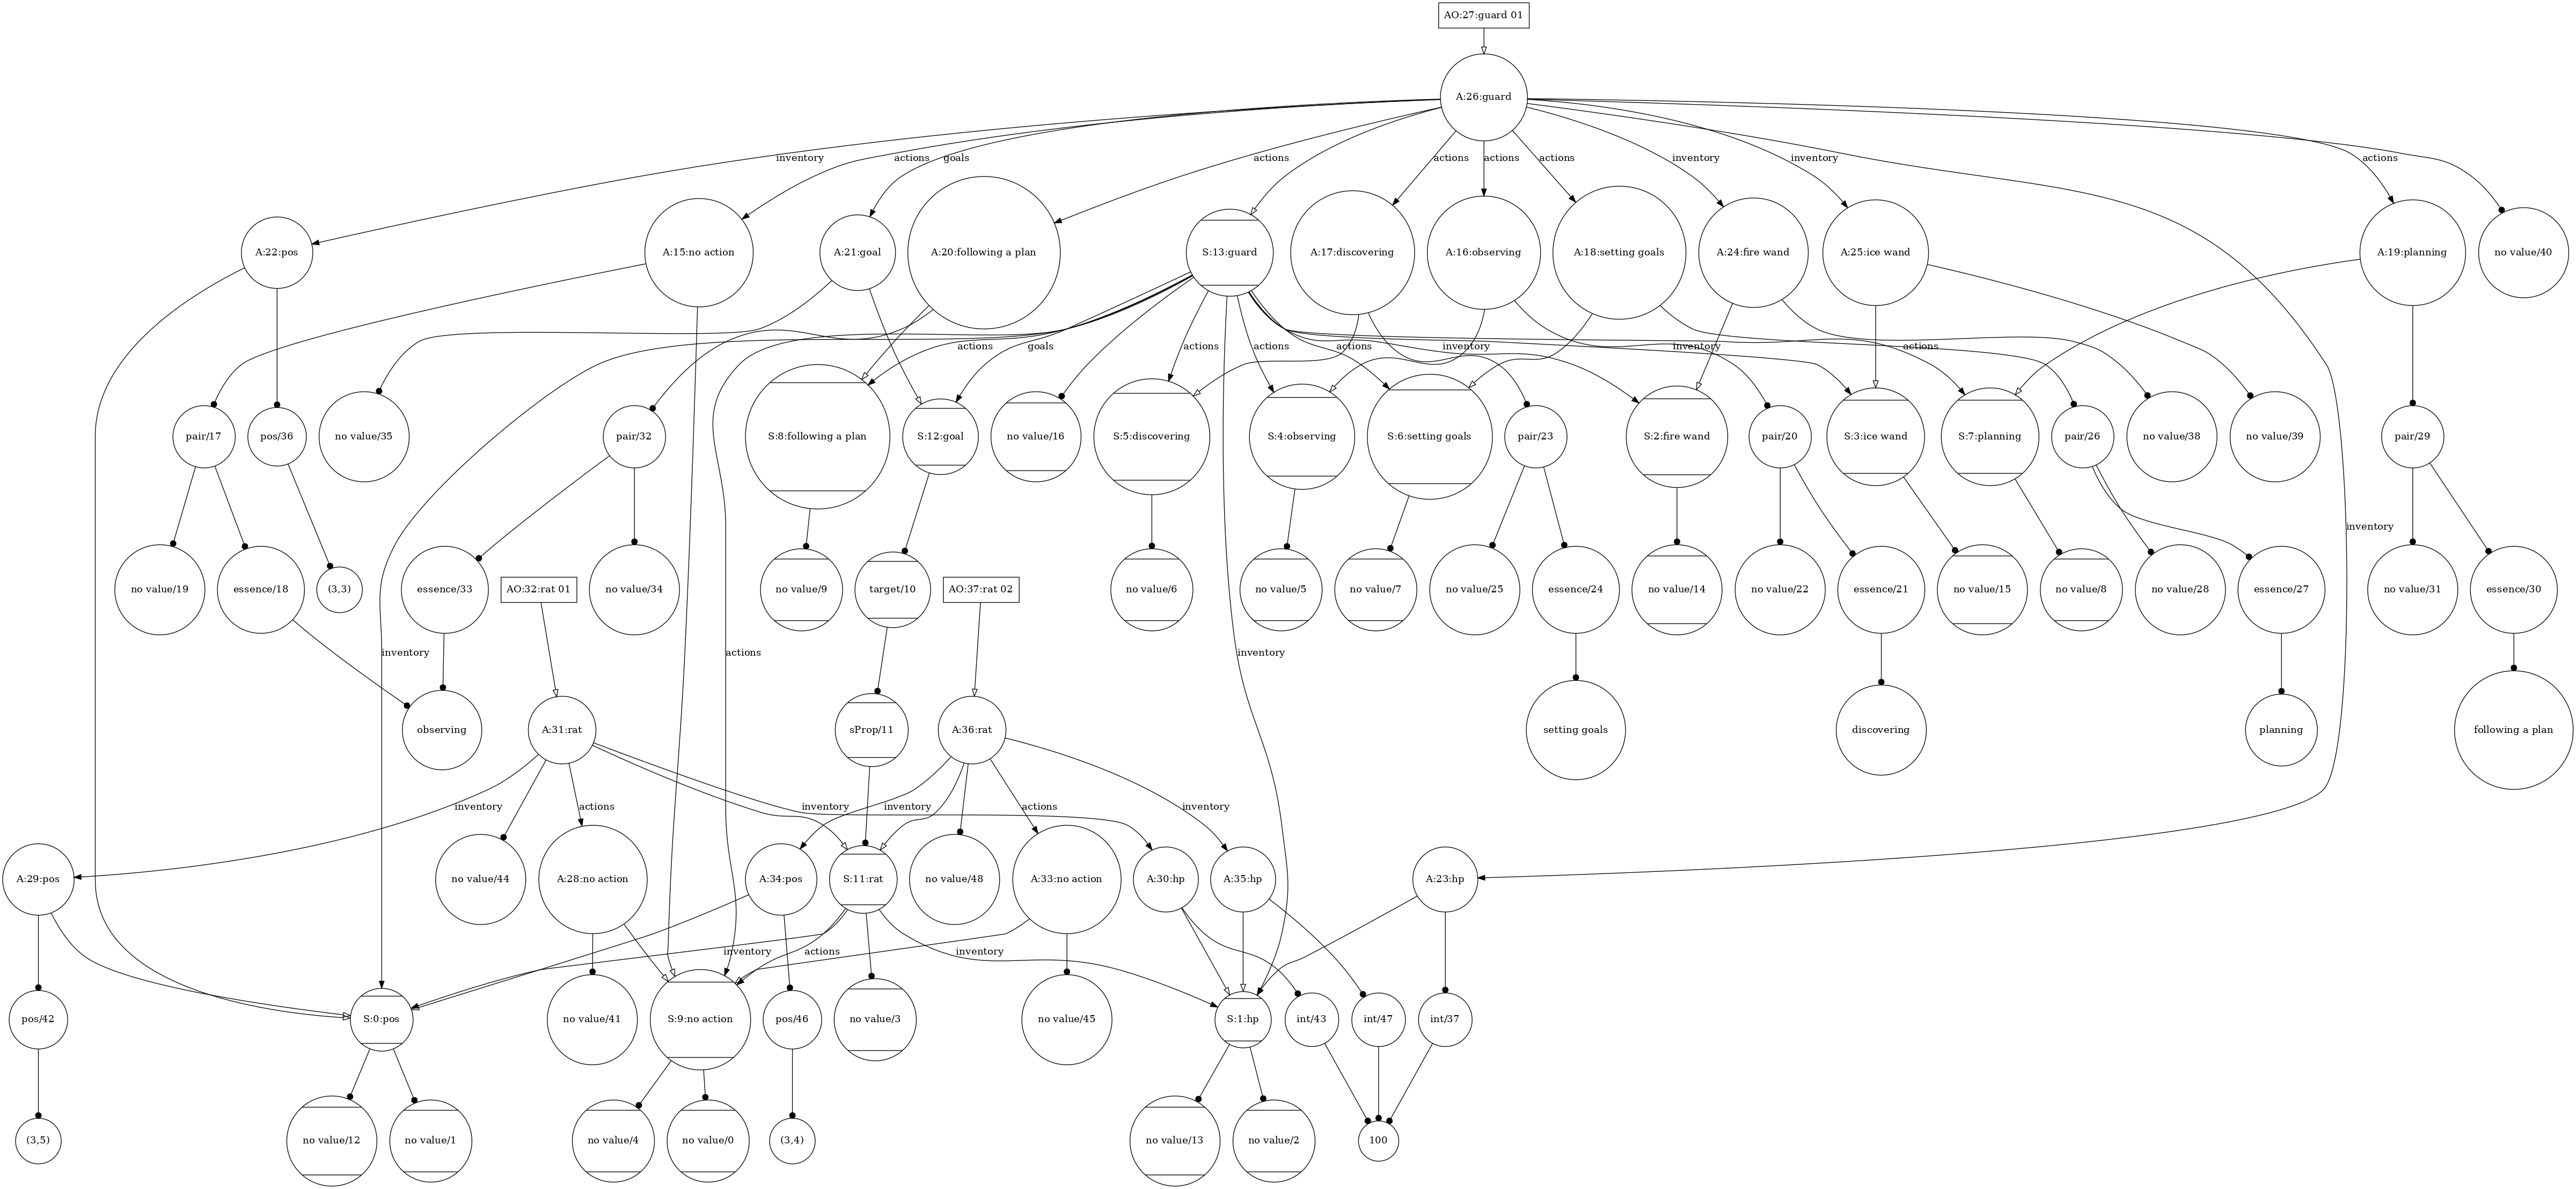 AO:27:guard 01
A:26:guard
inventory
actions
goals
actions
actions
actions
actions
inventory
inventory
actions
A:22:pos
A:15:no action
A:21:goal
A:20:following a plan
S:13:guard
A:17:discovering
A:16:observing
A:18:setting goals
A:24:fire wand
A:25:ice wand
A:19:planning
no value/40
actions
goals
actions
actions
actions
inventory
inventory
actions
pair/17
pos/36
no value/35
pair/32
S:8:following a plan
S:12:goal
no value/16
S:5:discovering
S:4:observing
S:6:setting goals
pair/23
S:2:fire wand
pair/20
S:3:ice wand
S:7:planning
pair/26
no value/38
no value/39
pair/29
inventory
no value/19
essence/18
(3,3)
essence/33
AO:32:rat 01
no value/34
no value/9
target/10
AO:37:rat 02
no value/6
no value/5
no value/7
no value/25
essence/24
no value/14
no value/22
essence/21
no value/15
no value/8
no value/28
essence/27
no value/31
essence/30
inventory
actions
inventory
observing
A:31:rat
sProp/11
A:36:rat
setting goals
discovering
planning
following a plan
inventory
actions
inventory
inventory
actions
inventory
A:29:pos
no value/44
A:28:no action
A:34:pos
S:11:rat
no value/48
A:33:no action
A:30:hp
A:35:hp
A:23:hp
inventory
actions
inventory
pos/42
S:0:pos
no value/41
S:9:no action
pos/46
no value/3
no value/45
S:1:hp
int/43
int/47
int/37
(3,5)
no value/12
no value/1
no value/4
no value/0
(3,4)
no value/13
no value/2
100